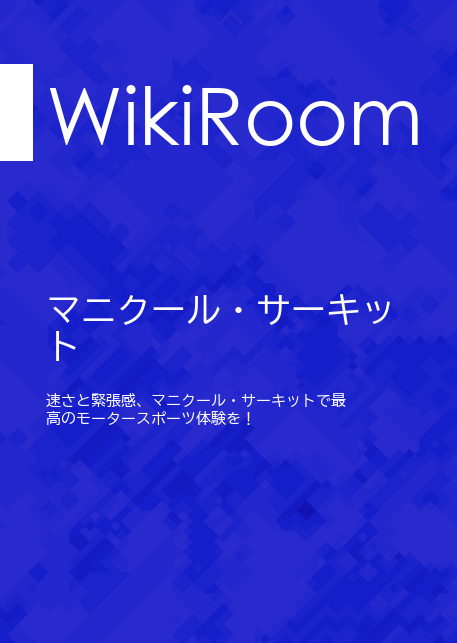 WikiRoom
マニクール・サーキッ
ト
速さと緊張感、マニクール・サーキットで最
高のモータースポーツ体験を！